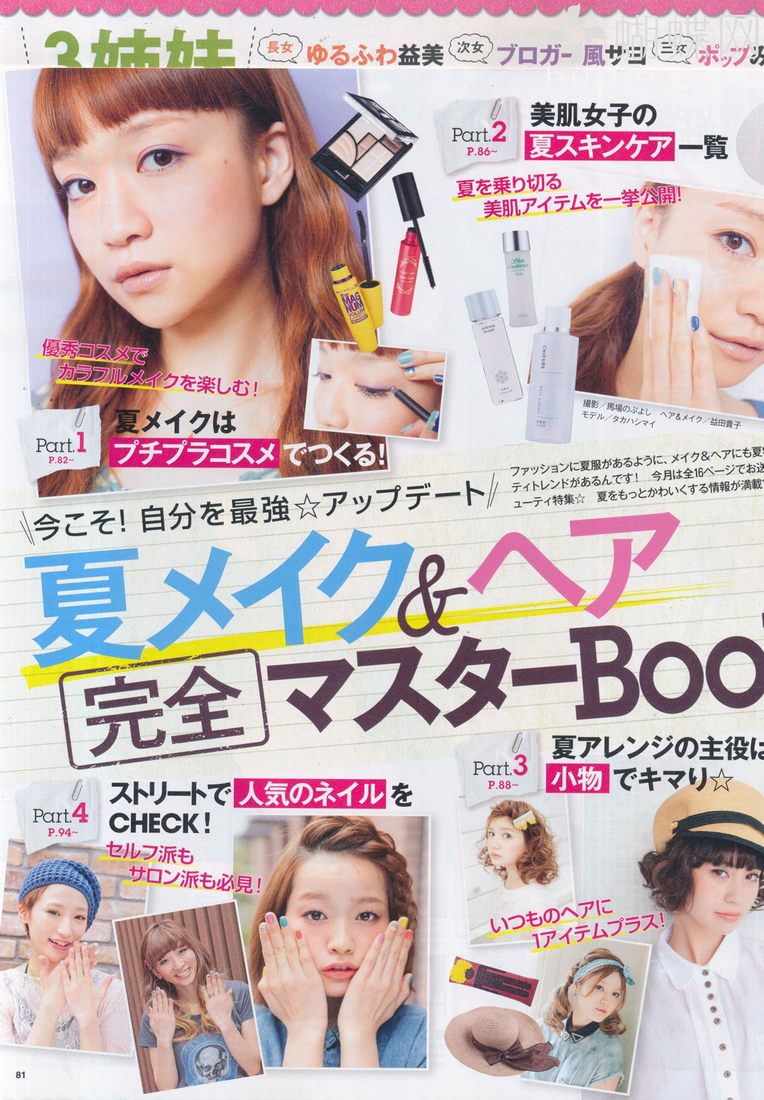 3姉妹
長女 ゆるふわ益美 次女 ブロガー風サヨ 三女 ポップ
蝴蝶网
Part.2
P.86~
美肌女子の
夏スキンケア一覧
夏を乗り切る
美肌アイテムを一挙公開!
MAG
NUM
CHIFURE
撮影/馬場のぶよし ヘア&メイク/益田貴子
モデル/タカハシマイ
優秀コスメで
カラフルメイクを楽しむ!
Part.1
P.82~
夏メイクは
プチプラコスメでつくる!
ファッションに夏服があるように、メイク&ヘアにも夏
ティトレンドがあるんです! 今月は全16ページでお送
ューティ特集☆ 夏をもっとかわいくする情報が満載
今こそ! 自分を最強☆アップデート
夏メイク&ヘア
完全マスターBoo
Part.3
P.88~
夏アレンジの主役は
小物でキマり☆
いつものヘアに
1アイテムプラス!
Part.4
P.94~
ストリートで人気のネイルを
CHECK!
セルフ派も
サロン派も必見!
81